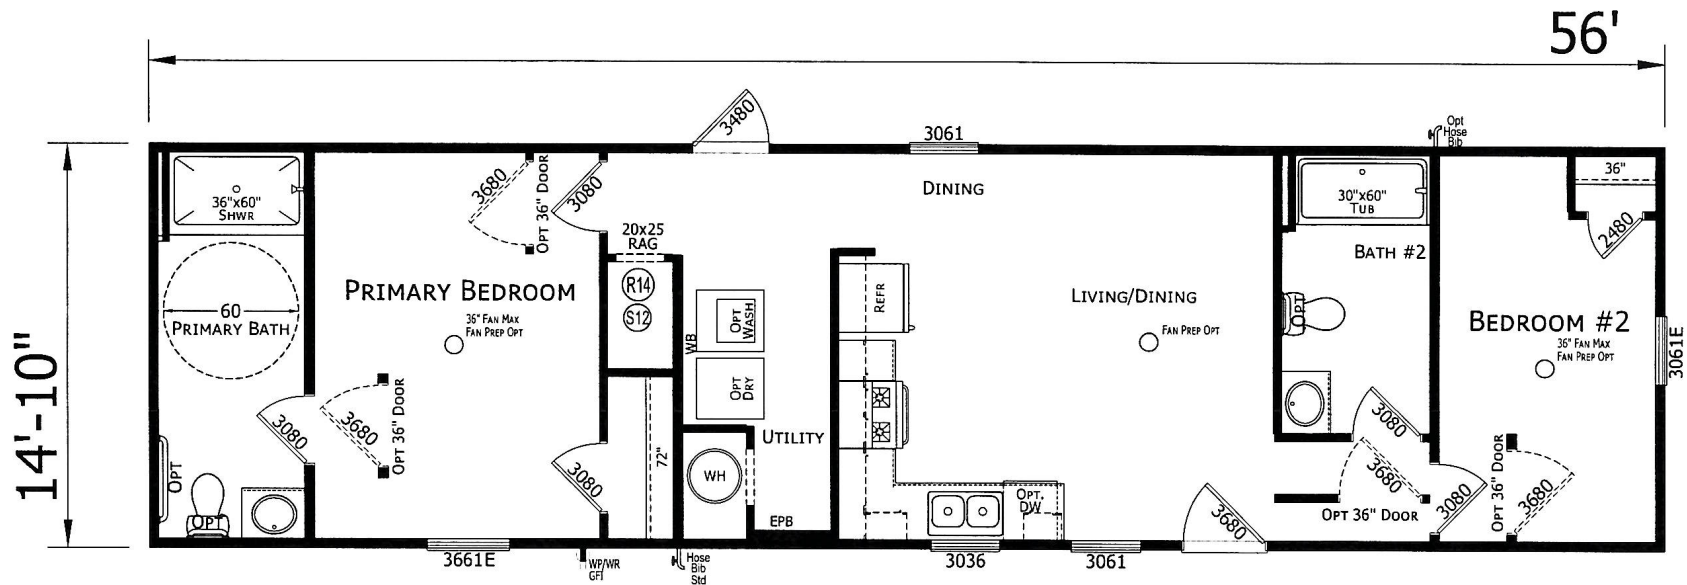 56'
14'-10"
3480
3061
Opt
Hose
Bib
36"x60"
SHWR
3680
OPT 36" DOOR
3080
DINING
30"x60"
TUB
36"
2480
20x25
RAG
BATH #2
R14
S12
PRIMARY BEDROOM
36" FAN MAX
FAN PREP OPT
60
PRIMARY BATH
OPT
WASH
WB
REFR
LIVING/DINING
FAN PREP OPT
OPT
BEDROOM #2
36" FAN MAX
FAN PREP OPT
3061E
OPT
DRY
3080
3680
OPT 36" DOOR
UTILITY
3080
OPT
3080
72"
WH
3680
OPT 36" DOOR
3680
OPT
OPT.
DW
EPB
3680
OPT 36" DOOR
3080
3661E
WP/WR
GFI
Hose
Bib
Std
3036
3061